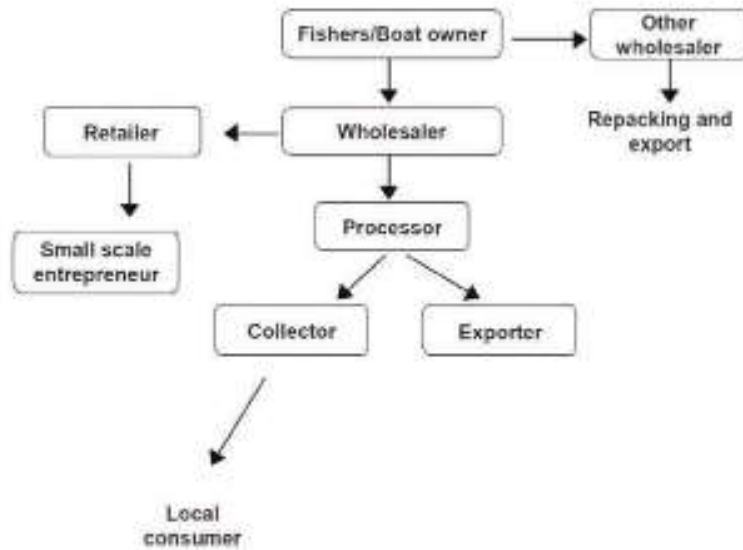 Fishers/Boat owner
Other
wholesaler
Retailer
Wholesaler
Repacking and
export
Small scale
entrepreneur
Processor
Collector
Exporter
Local
consumer